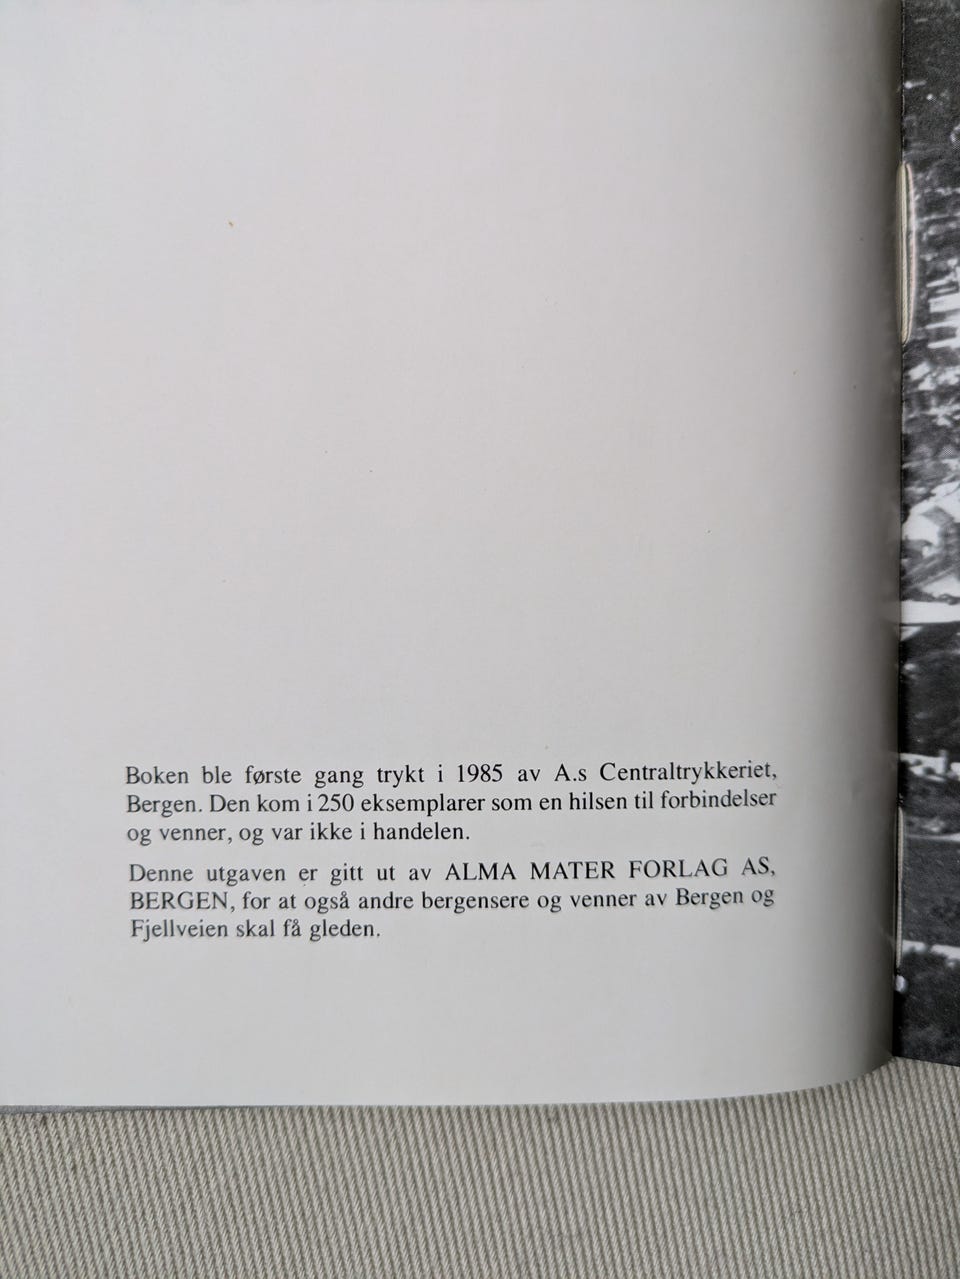 Boken ble første gang trykt i 1985 av A.s Centraltrykkeriet,
Bergen. Den kom i 250 eksemplarer som en hilsen til forbindelser
og venner, og var ikke i handelen.
Denne utgaven er gitt ut av ALMA MATER FORLAG AS,
BERGEN, for at også andre bergensere og venner av Bergen og
Fjellveien skal få gleden.